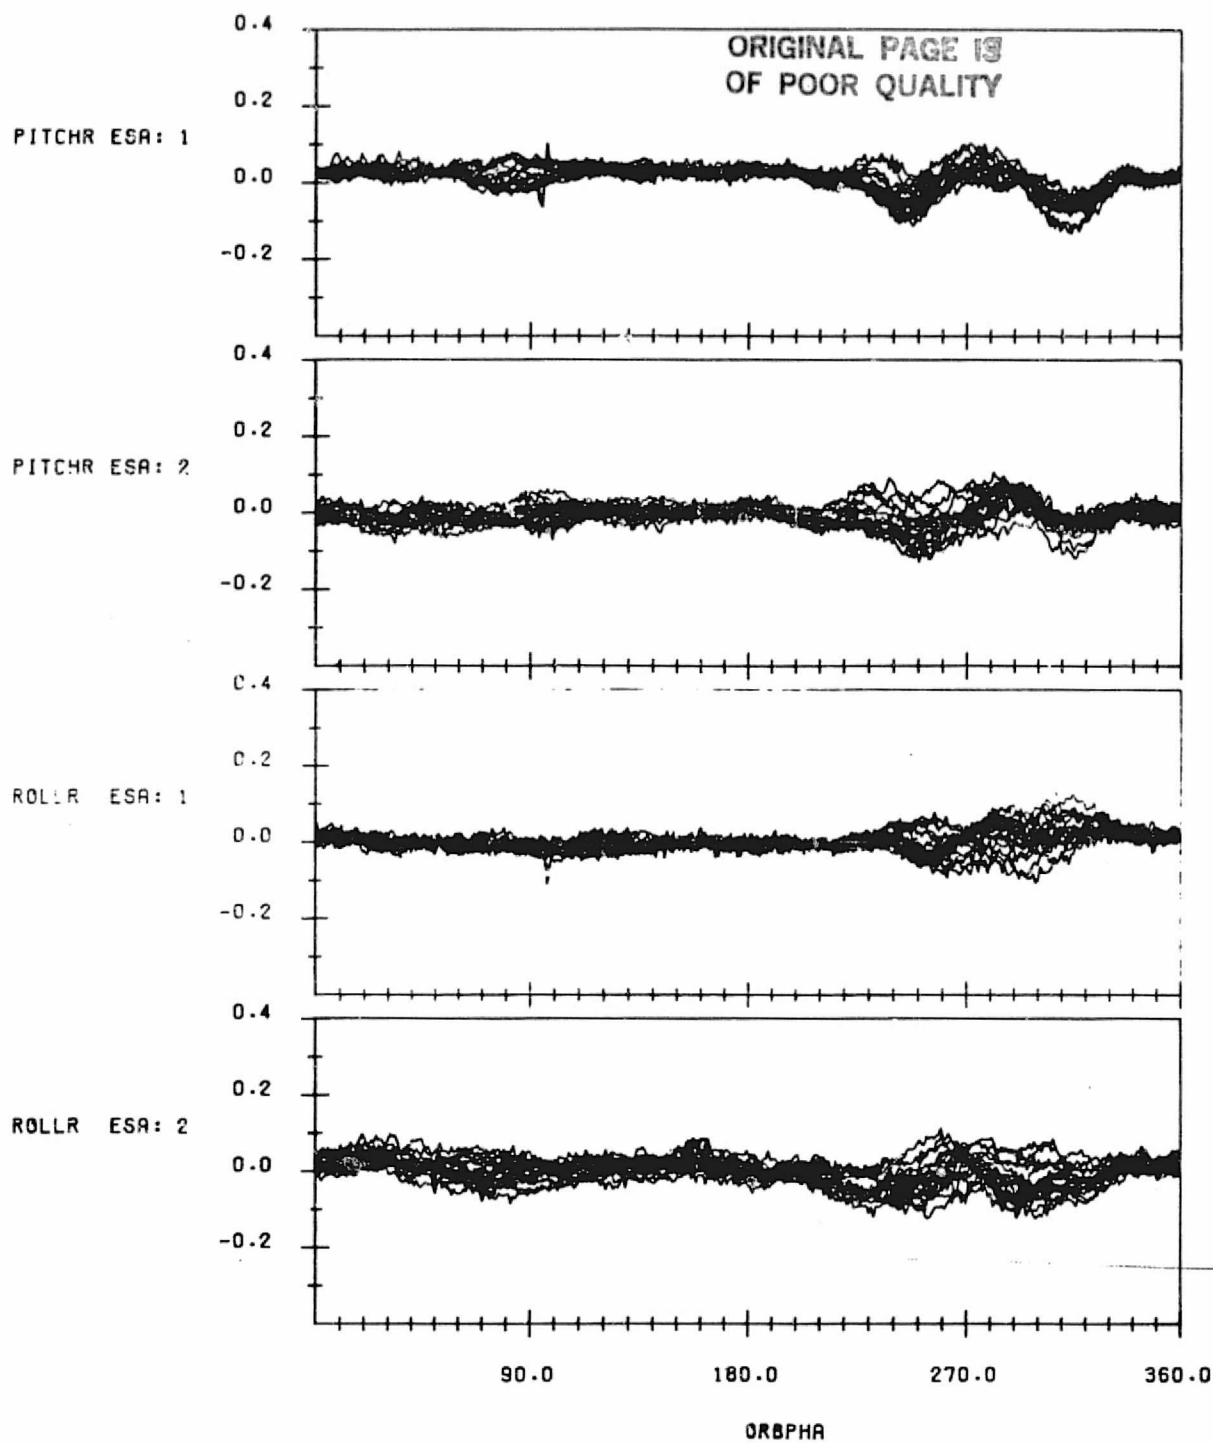 0.4
ORIGINAL PAGE IS
OF POOR QUALITY
0.2
PITCHR ESA: 1
0.0
-0.2
0.4
0.2
PITCHR ESA: 2
0.0
-0.2
0.4
0.2
ROLLR ESA: 1
0.0
-0.2
0.4
0.2
ROLLR ESA: 2
0.0
-0.2
90.0 180.0 270.0 360.0
ORBPHA